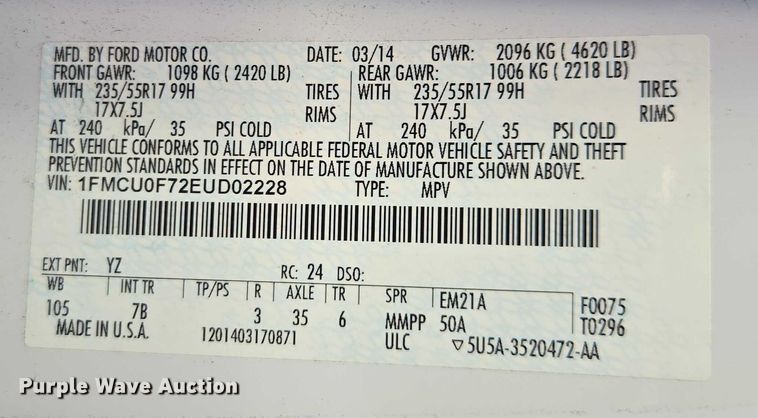 MFD. BY FORD MOTOR CO. DATE: 03/14 GVWR: 2096 KG ( 4620 LB)
FRONT GAWR: 1098 KG ( 2420 LB) REAR GAWR: 1006 KG ( 2218 LB)
WITH 235/55R17 99H TIRES WITH 235/55R17 99H TIRES
17X7.5J RIMS 17X7.5J RIMS
AT 240 kPa/ 35 PSI COLD AT 240 kPa/ 35 PSI COLD
THIS VEHICLE CONFORMS TO ALL APPLICABLE FEDERAL MOTOR VEHICLE SAFETY AND THEFT
PREVENTION STANDARDS IN EFFECT ON THE DATE OF MANUFACTURE SHOWN ABOVE.
VIN: 1FMCU0F72EUD02228 TYPE: MPV
EXT PNT: YZ RC: 24 DSO:
WB INT TR TP/PS R AXLE TR SPR EM21A F0075
105 7B 3 35 6 MMPP 50A T0296
MADE IN U.S.A. 1201403170871 ULC ▽5U5A-3520472-AA
Purple Wave Auction